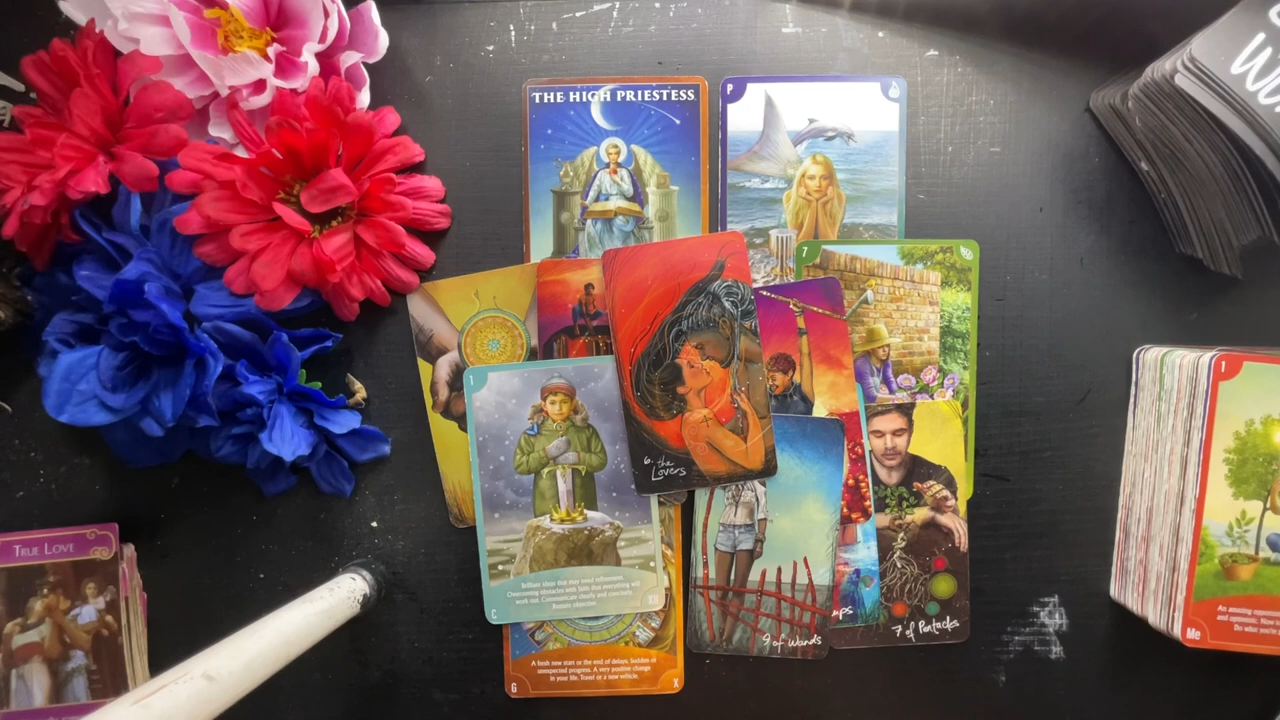 THE HIGH PRIESTESS
P
WO
7
1
6. the
Lovers
1
TRUE LOVE
Brilliant ideas that may need refinement.
Overcoming obstacles with faith that everything will
work out. Communicate clearly and concisely.
Remain objective.
C
XII
ups
9 of Wands
7 of Pentacles
An amazing
and optimism. Now is
Do what you're
Me
A fresh new start or the end of delays. Sudden or
unexpected progress. A very positive change
in your life. Travel or a new vehicle.
G
X